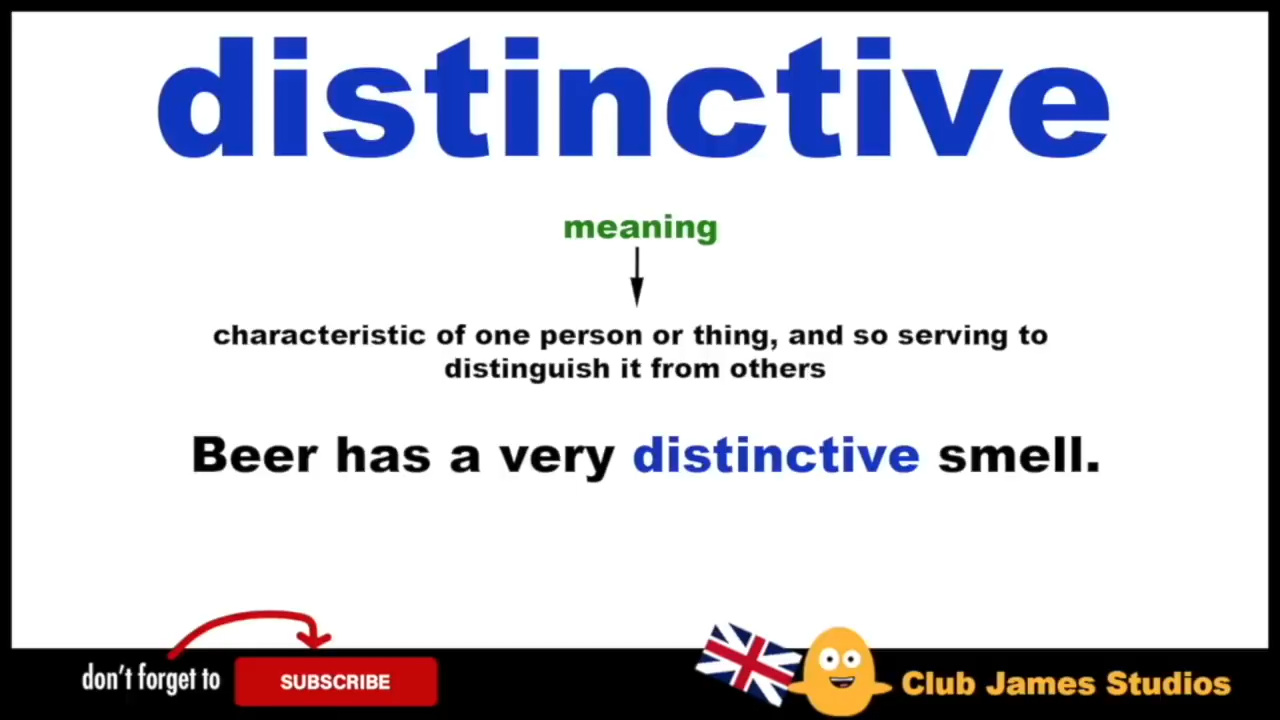 distinctive
meaning
characteristic of one person or thing, and so serving to
distinguish it from others
Beer has a very distinctive smell.
don't forget to
SUBSCRIBE
Club James Studios